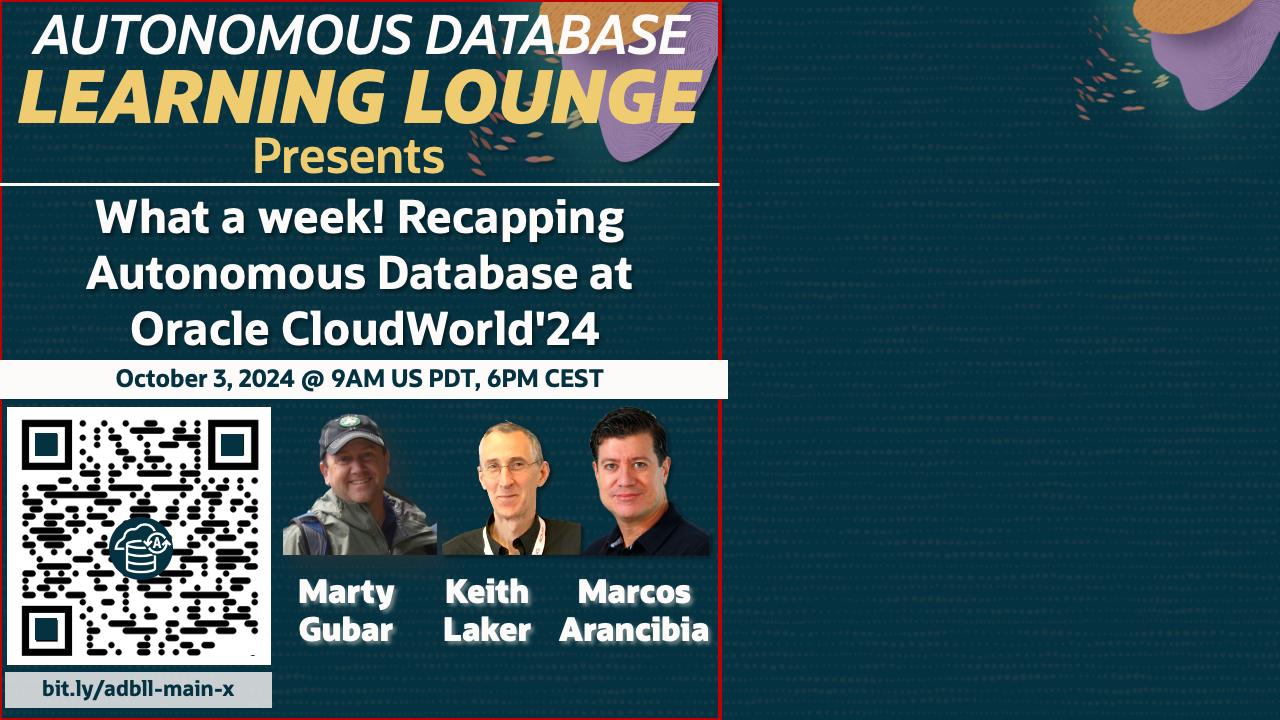 AUTONOMOUS DATABASE
LEARNING LOUNGE
Presents
What a week! Recapping
Autonomous Database at
Oracle CloudWorld'24
October 3, 2024 @ 9AM US PDT, 6PM CEST
A
Marty
Gubar
Keith
Laker
Marcos
Arancibia
bit.ly/adbll-main-x